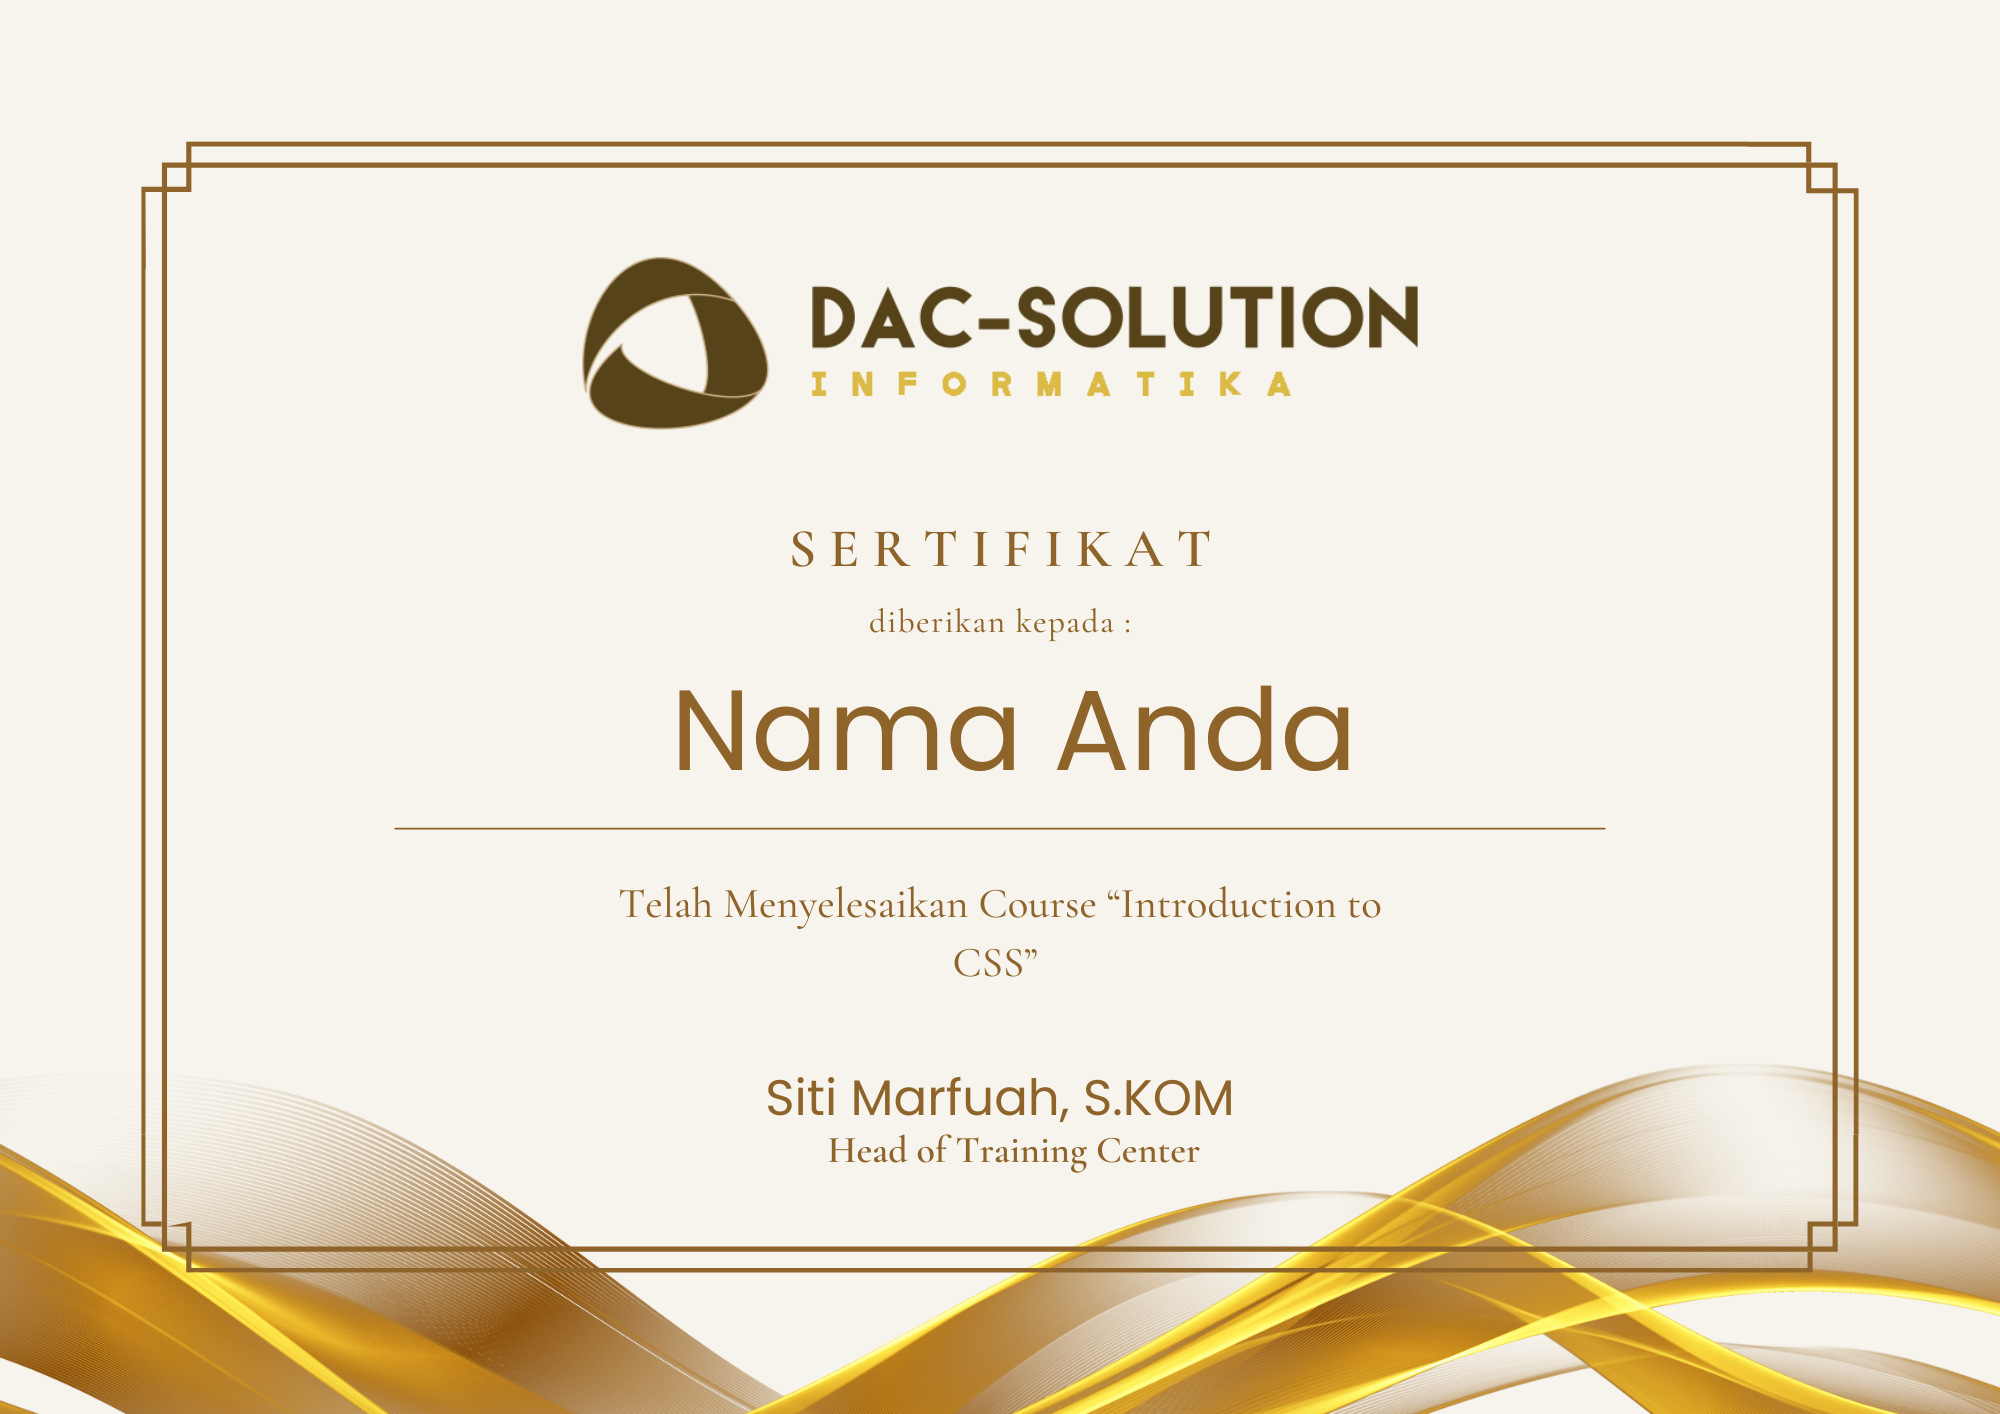 DAC-SOLUTION
INFORMATIKA
SERTIFIKAT
diberikan kepada :
Nama Anda
Telah Menyelesaikan Course “Introduction to
CSS”
Siti Marfuah, S.KOM
Head of Training Center